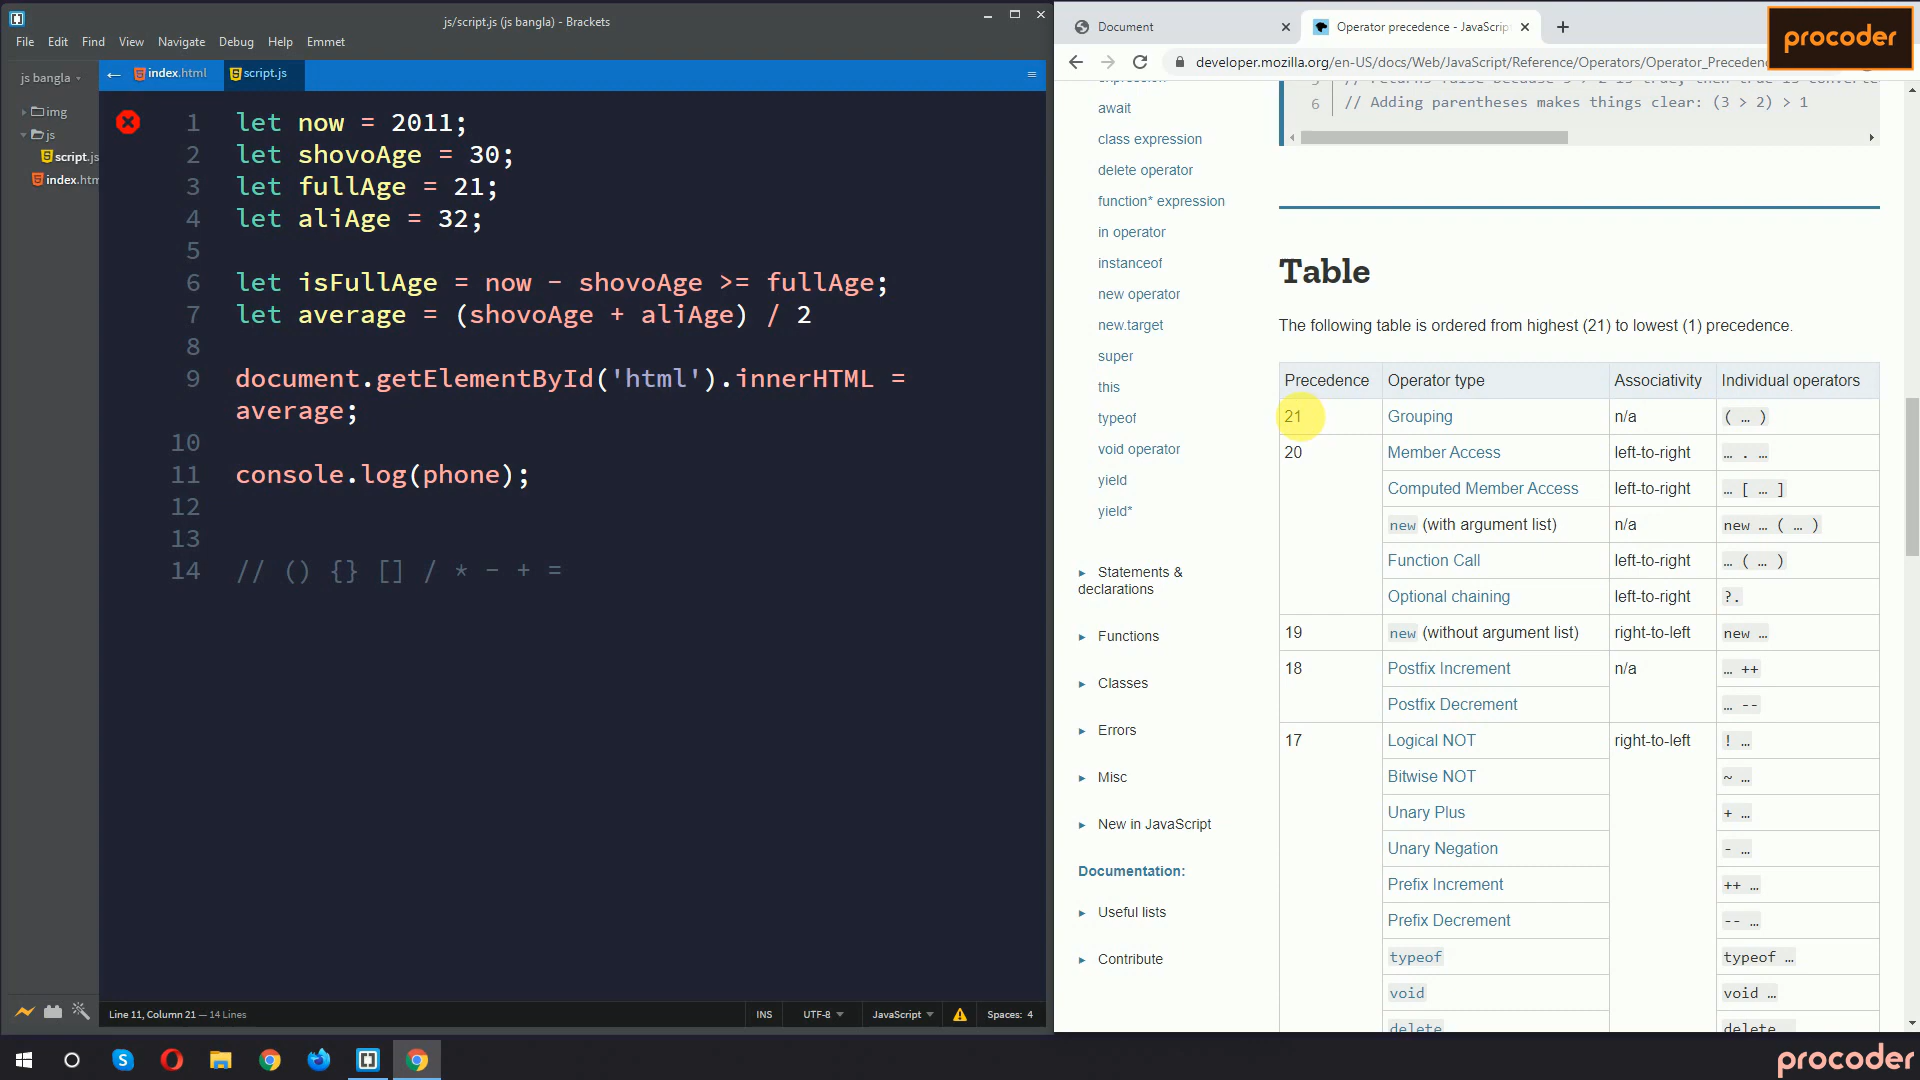 js/script.js (js bangla) - Brackets
File Edit Find View Navigate Debug Help Emmet
js bangla
index.html
script.js
img
js
script.js
index.htm
1 let now = 2011;
2 let shovoAge = 30;
3 let fullAge = 21;
4 let aliAge = 32;
5
6 let isFullAge = now - shovoAge >= fullAge;
7 let average = (shovoAge + aliAge) / 2
8
9 document.getElementById('html').innerHTML =
average;
10
11 console.log(phone);
12
13
14 // () {} [] / * - + =
Line 11, Column 21 — 14 Lines
INS
UTF-8
JavaScript
Spaces: 4
Document
Operator precedence - JavaScrip
procoder
developer.mozilla.org/en-US/docs/Web/JavaScript/Reference/Operators/Operator_Precede
await
class expression
delete operator
function* expression
in operator
instanceof
new operator
new.target
super
this
typeof
void operator
yield
yield*
Statements &
declarations
Functions
Classes
Errors
Misc
New in JavaScript
Documentation:
Useful lists
Contribute
6 // Adding parentheses makes things clear: (3 > 2) > 1
Table
The following table is ordered from highest (21) to lowest (1) precedence.
Precedence Operator type Associativity Individual operators
21 Grouping n/a ( … )
20 Member Access left-to-right … . …
Computed Member Access left-to-right … [ … ]
new (with argument list) n/a new … ( … )
Function Call left-to-right … ( … )
Optional chaining left-to-right ?.
19 new (without argument list) right-to-left new …
18 Postfix Increment n/a … ++
Postfix Decrement … --
17 Logical NOT right-to-left ! …
Bitwise NOT ~ …
Unary Plus + …
Unary Negation - …
Prefix Increment ++ …
Prefix Decrement -- …
typeof typeof …
void void …
delete delete
procoder